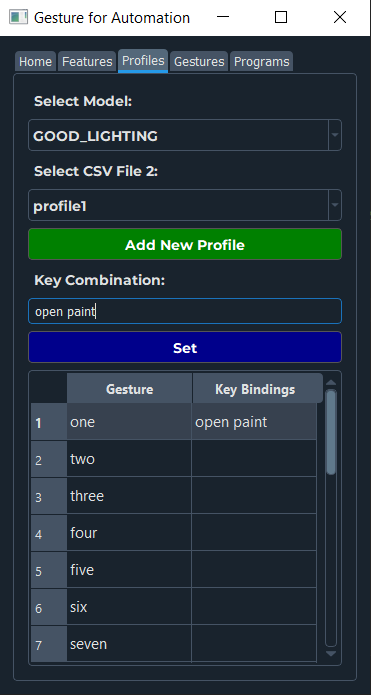 Gesture for Automation
Home Features Profiles Gestures Programs
Select Model:
GOOD_LIGHTING
Select CSV File 2:
profile1
Add New Profile
Key Combination:
open paint
Set
Gesture Key Bindings
1 one open paint
2 two
3 three
4 four
5 five
6 six
7 seven